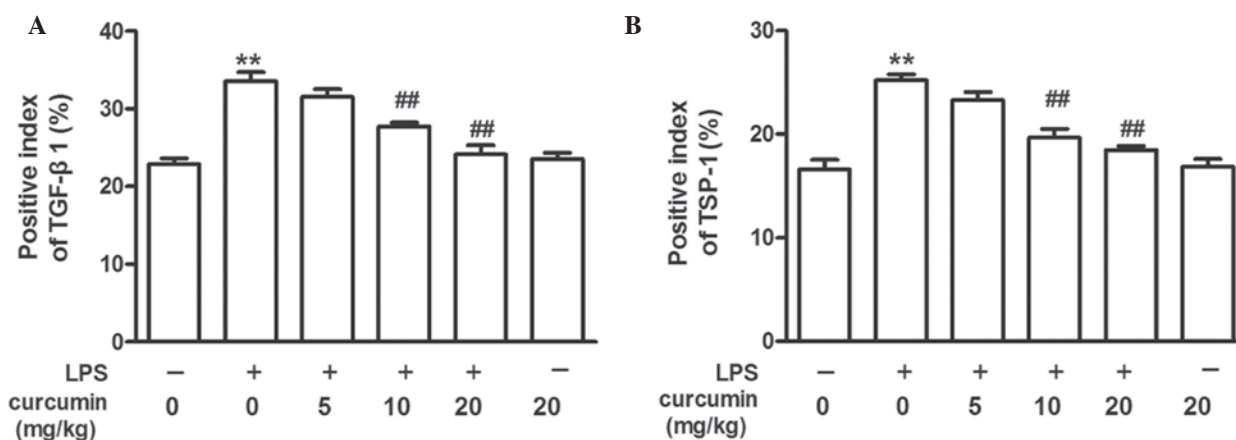 A
Positive index
of TGF-β 1 (%)
40
30
20
10
0
**
##
##
LPS − + + + + −
curcumin 0 0 5 10 20 20
(mg/kg)
B
Positive index
of TSP-1 (%)
30
20
10
0
**
##
##
LPS − + + + + −
curcumin 0 0 5 10 20 20
(mg/kg)